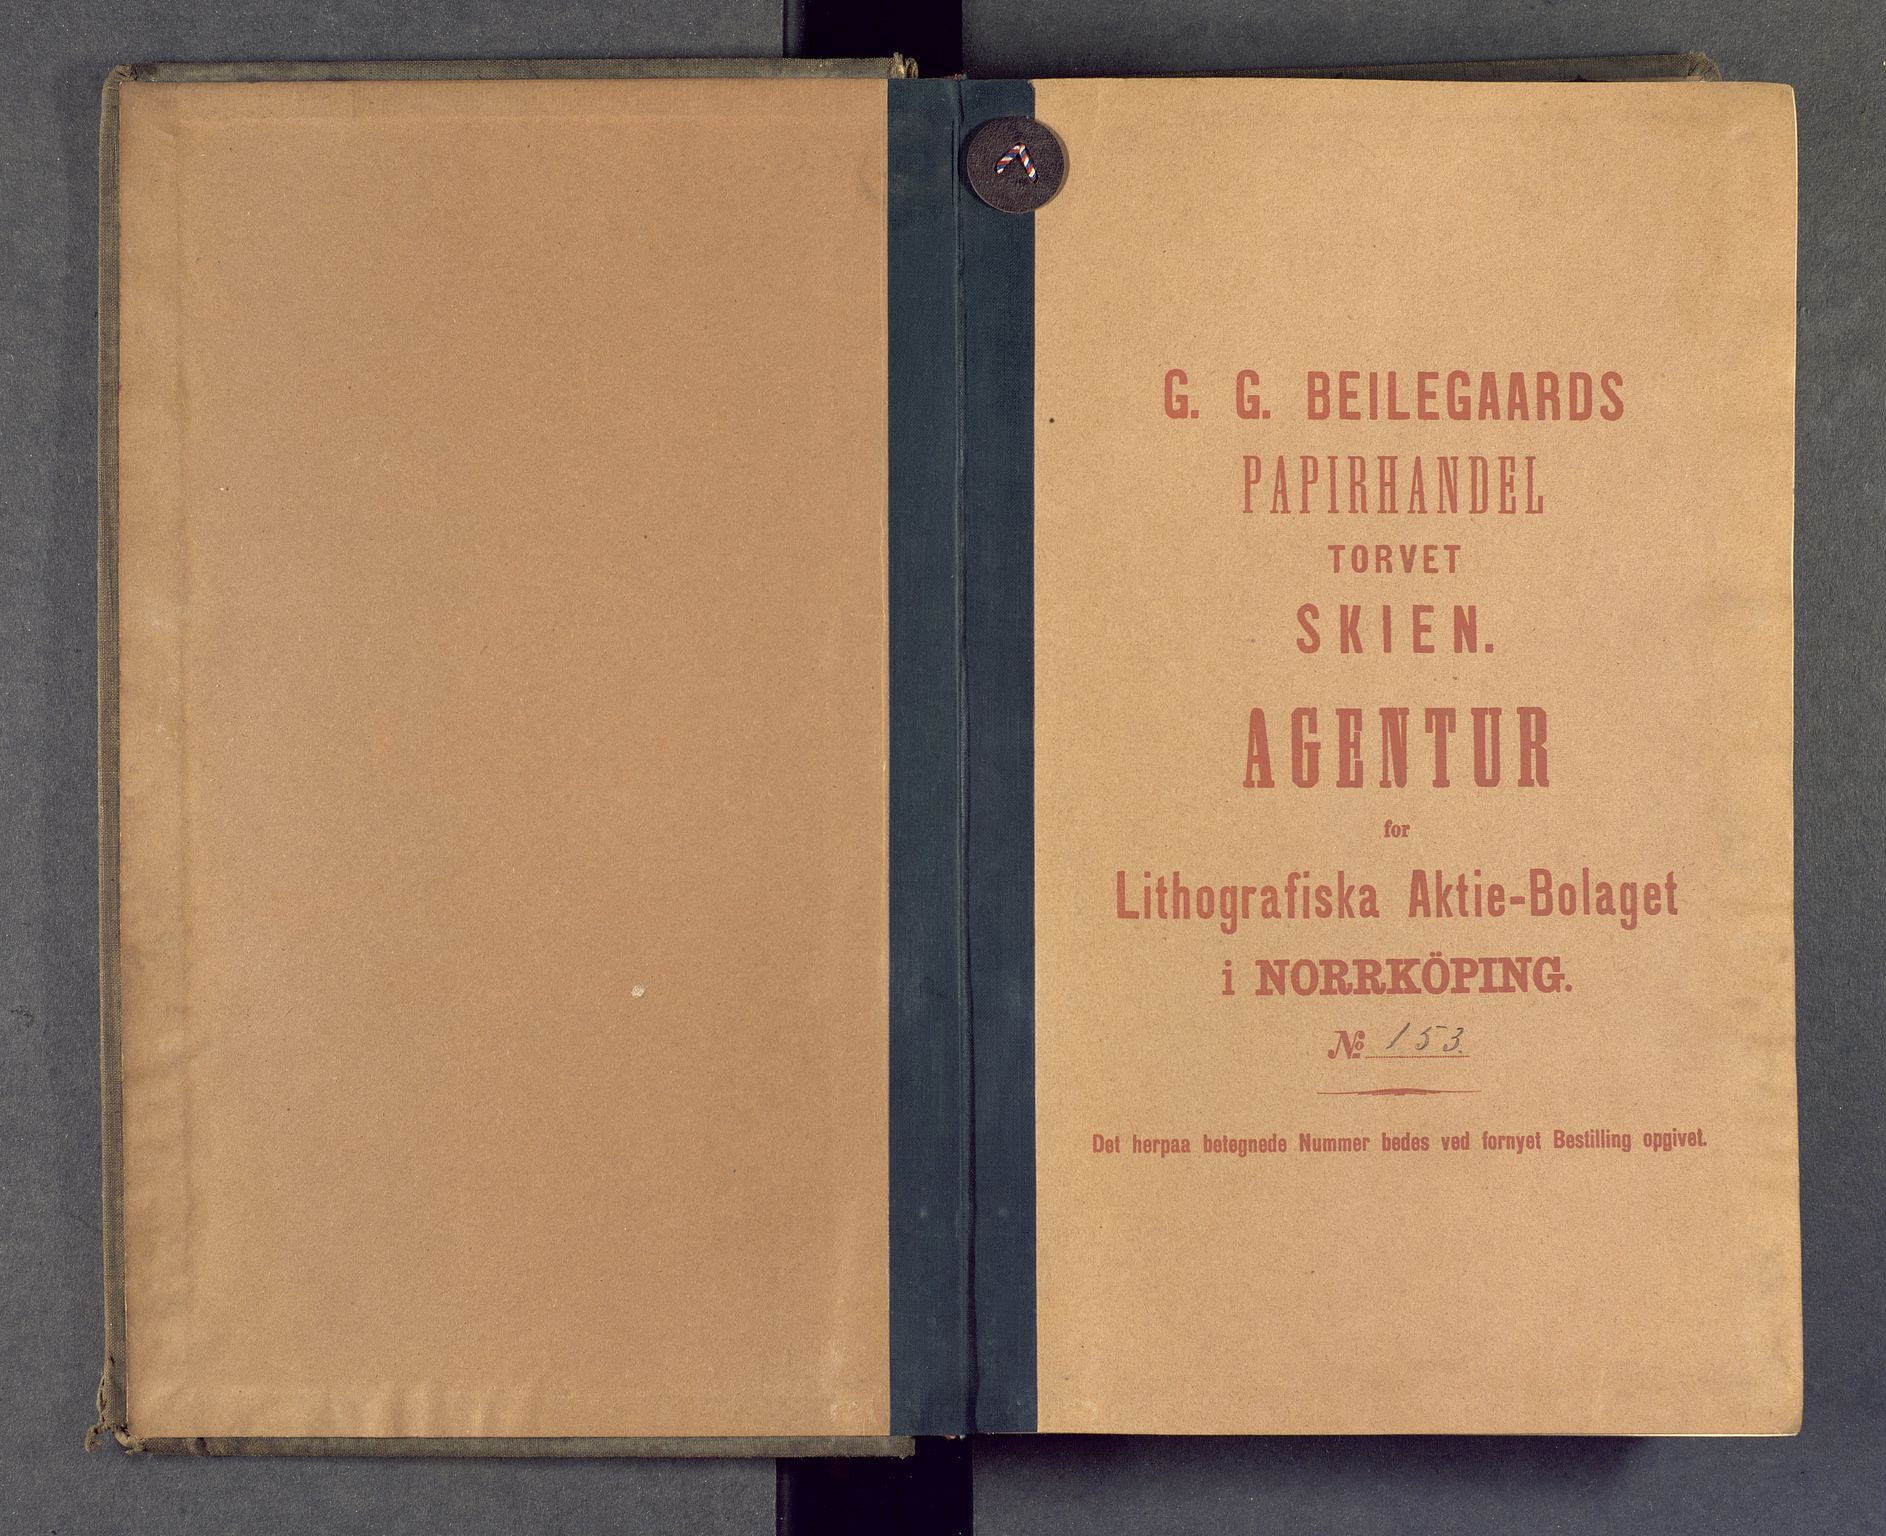 G. G. BEILEGAARDS
PAPIRHANDEL
TORVET
SKIEN.
AGENTUR
for
Lithografiska Aktie-Bolaget
i NORRKÖPING.
No 153.
Det herpaa betegnede Nummer bedes ved fornyet Bestilling opgivet.